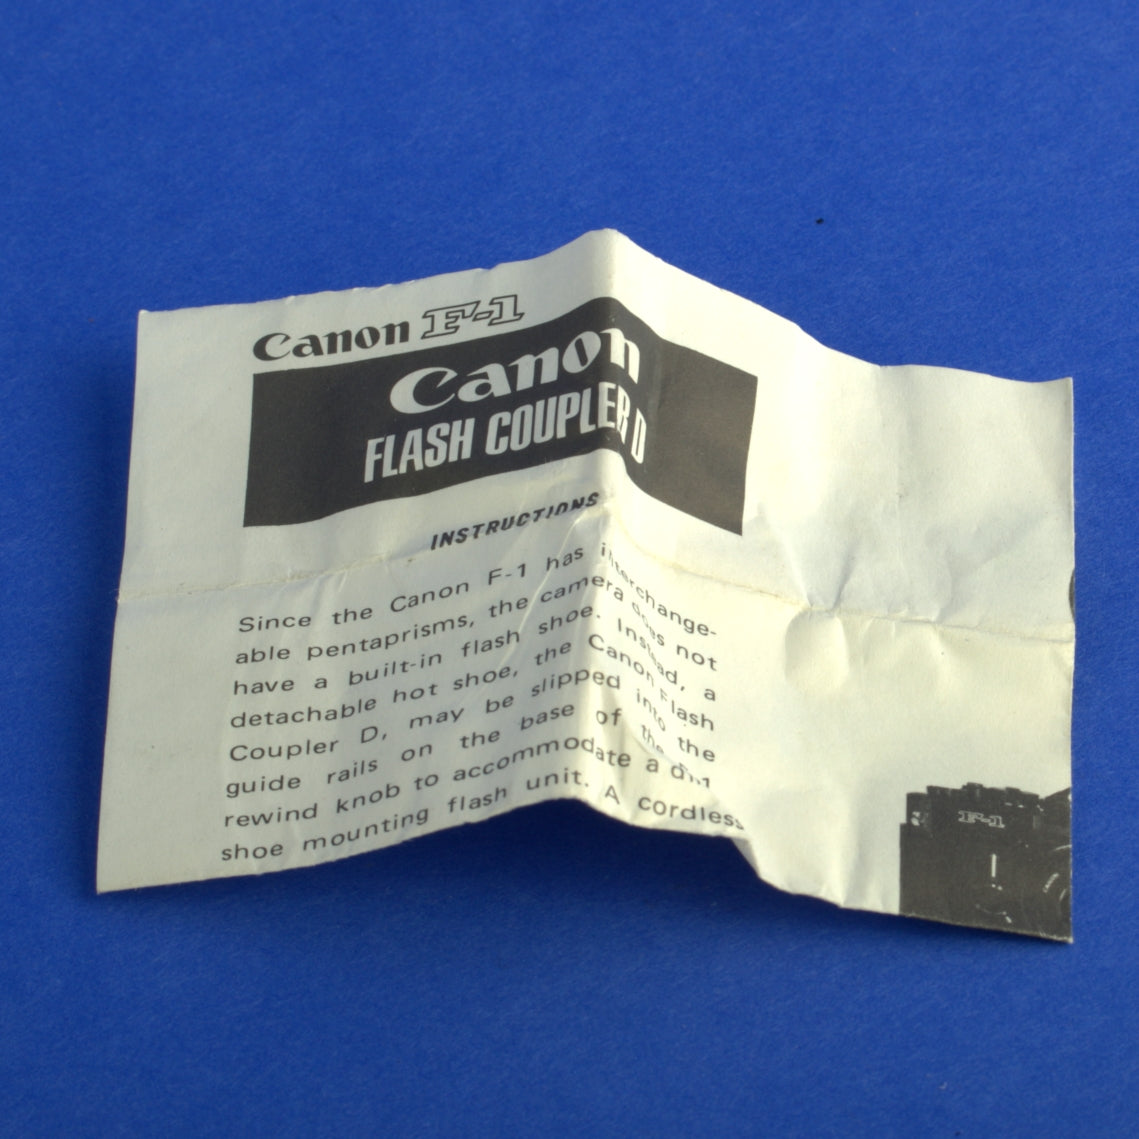 Canon F-1
Canon
FLASH COUPLER D
INSTRUCTIONS
Since the Canon F-1 has interchange-
able pentaprisms, the camera does not
have a built-in flash shoe. Instead, a
detachable hot shoe, the Canon Flash
Coupler D, may be slipped into the
guide rails on the base of the
rewind knob to accommodate a
shoe mounting flash unit. A cordless
F-1